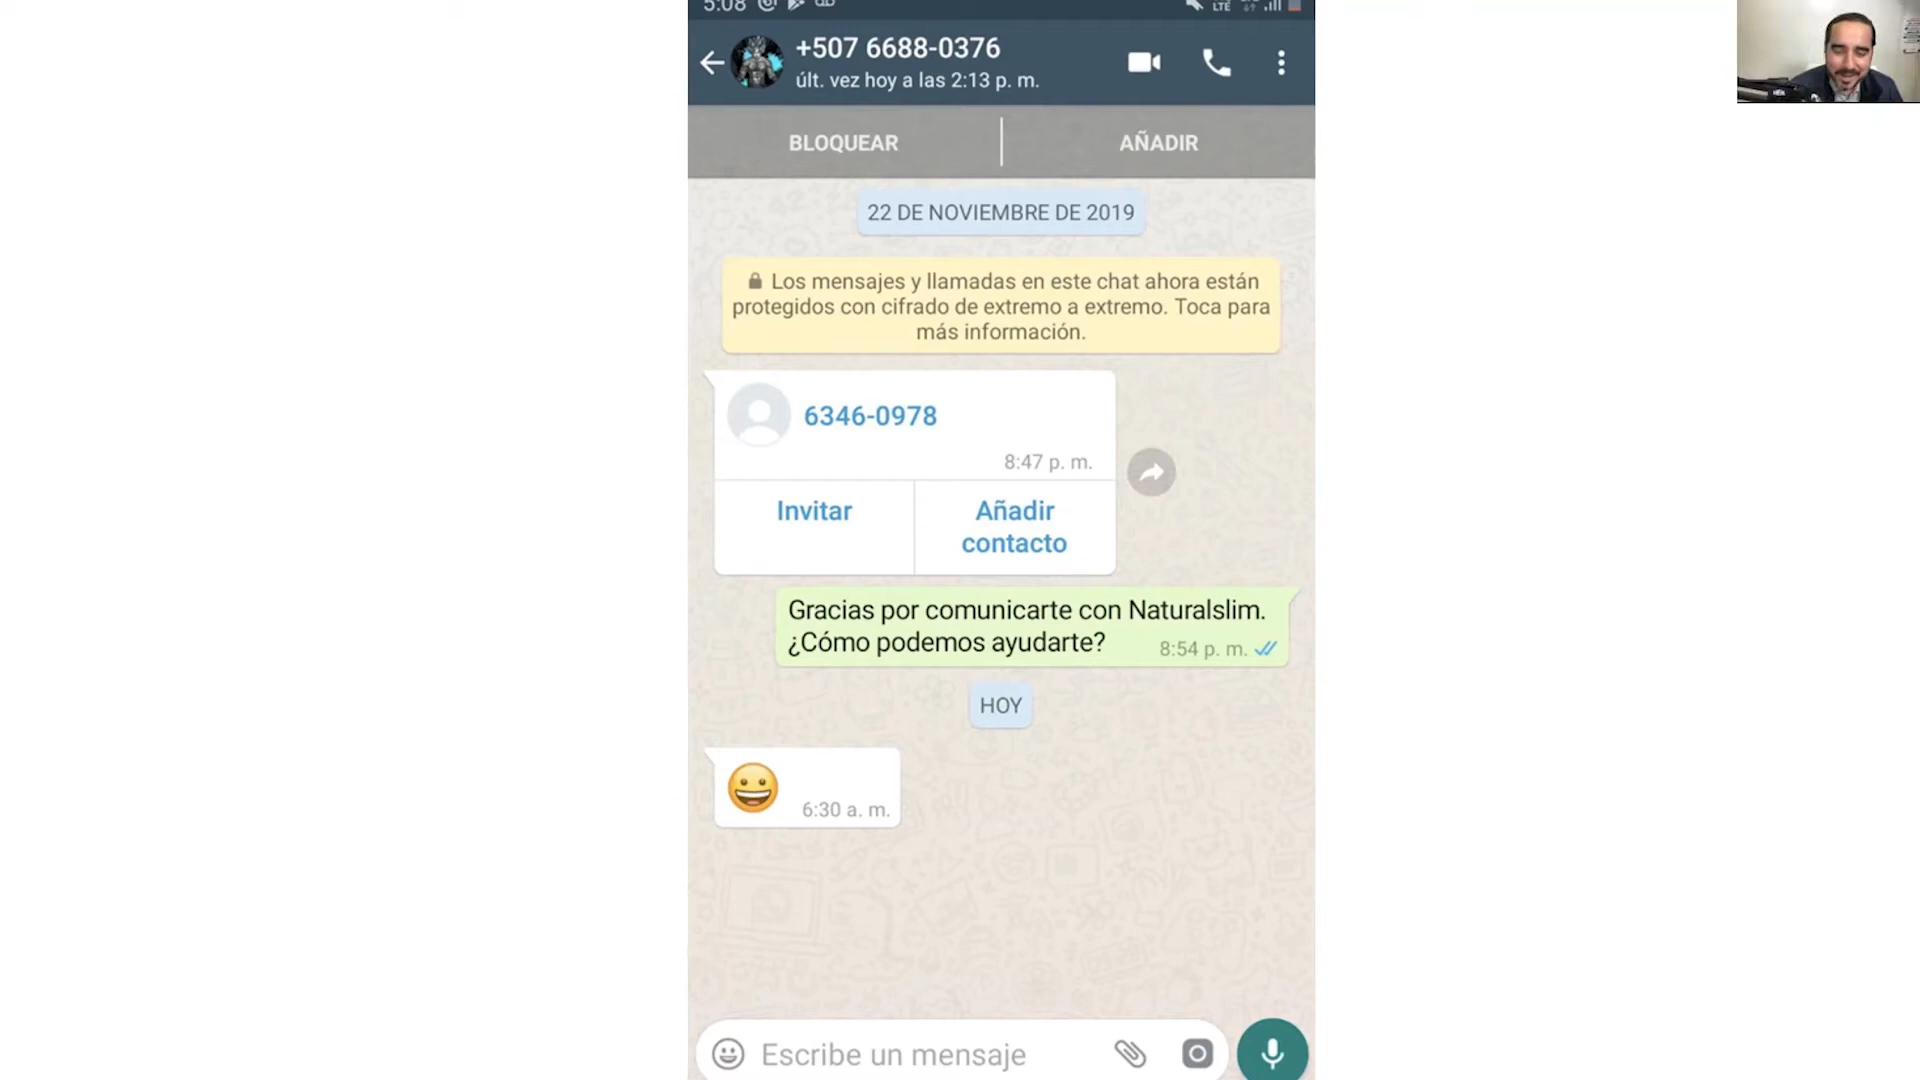 5:08
LTE
+507 6688-0376
últ. vez hoy a las 2:13 p. m.
BLOQUEAR
AÑADIR
22 DE NOVIEMBRE DE 2019
Los mensajes y llamadas en este chat ahora están
protegidos con cifrado de extremo a extremo. Toca para
más información.
6346-0978
8:47 p. m.
Invitar
Añadir
contacto
Gracias por comunicarte con Naturalslim.
¿Cómo podemos ayudarte?
8:54 p. m.
HOY
6:30 a. m.
Escribe un mensaje